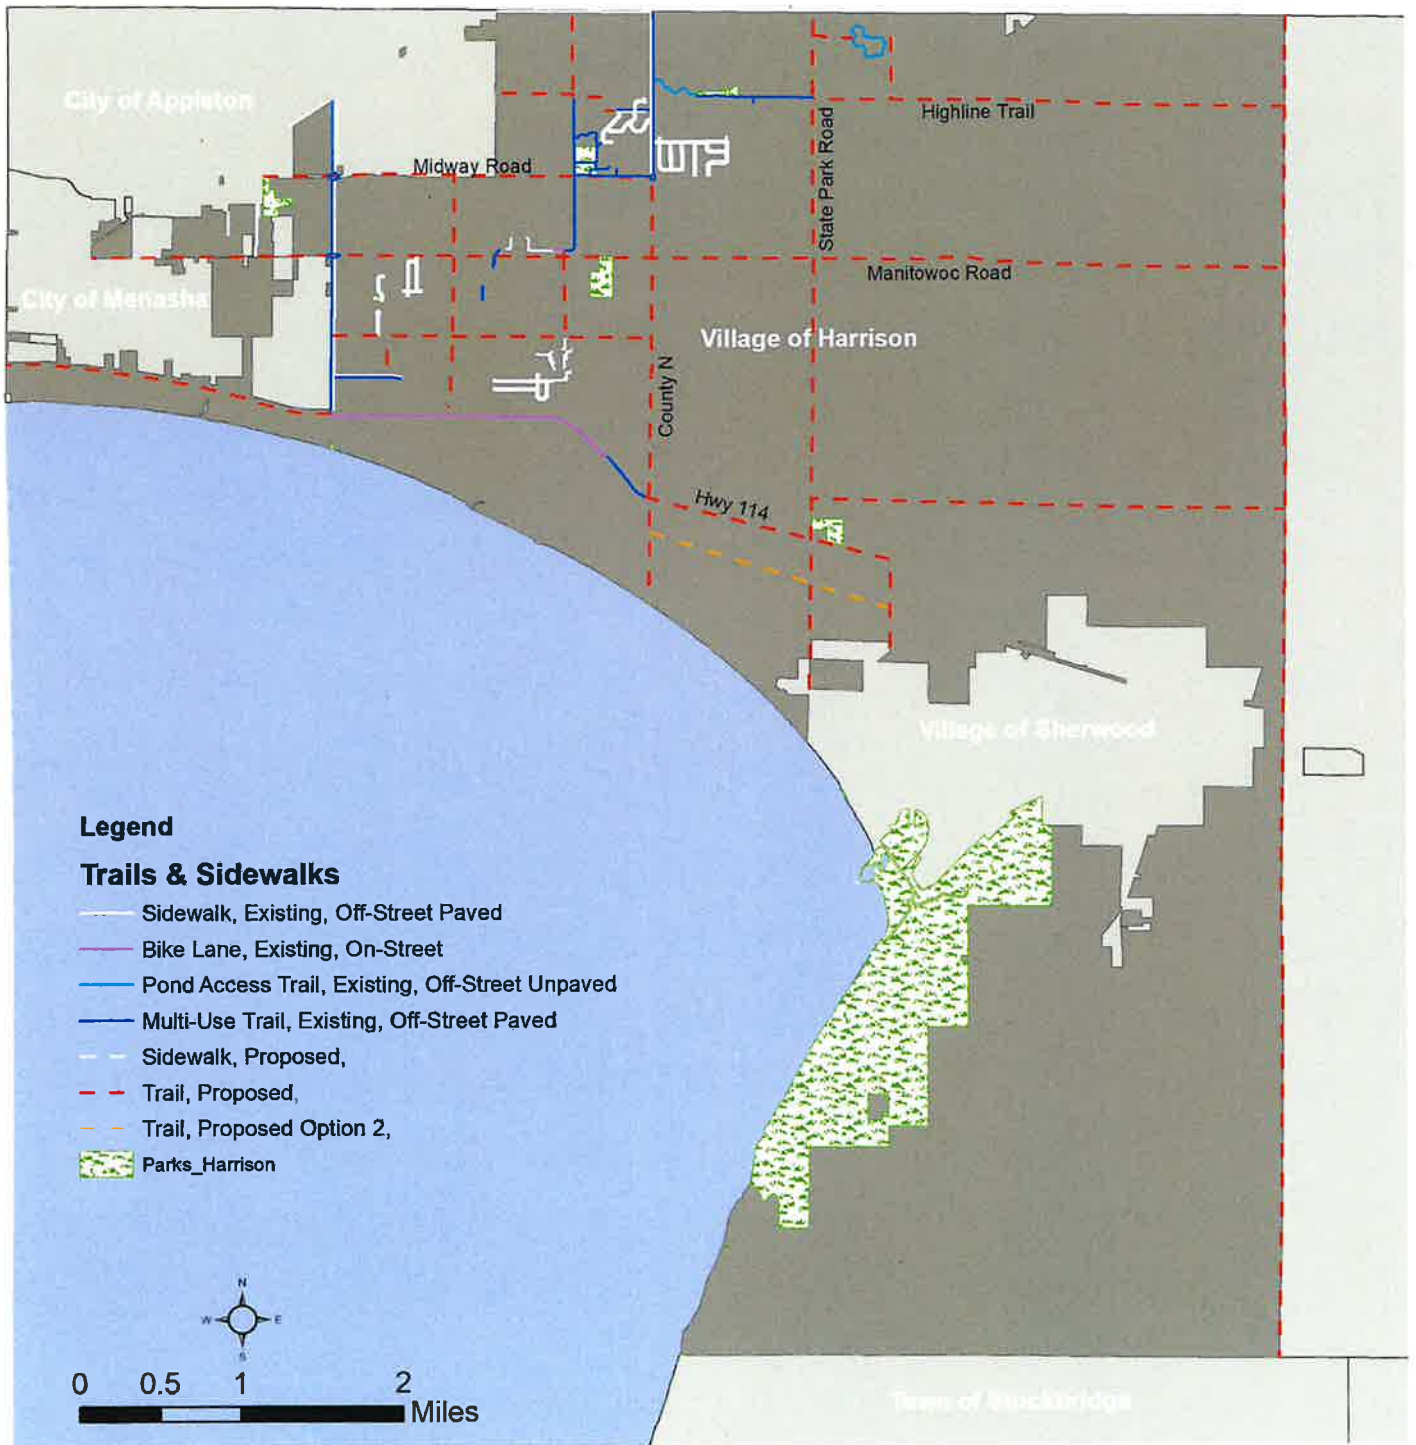 City of Appleton
Highline Trail
State Park Road
Midway Road
Manitowoc Road
City of Menasha
Village of Harrison
County N
Hwy 114
Village of Sherwood
Legend
Trails & Sidewalks
Sidewalk, Existing, Off-Street Paved
Bike Lane, Existing, On-Street
Pond Access Trail, Existing, Off-Street Unpaved
Multi-Use Trail, Existing, Off-Street Paved
Sidewalk, Proposed,
Trail, Proposed,
Trail, Proposed Option 2,
Parks_Harrison
N
W E
S
0 0.5 1 2
Miles
Town of Stockbridge